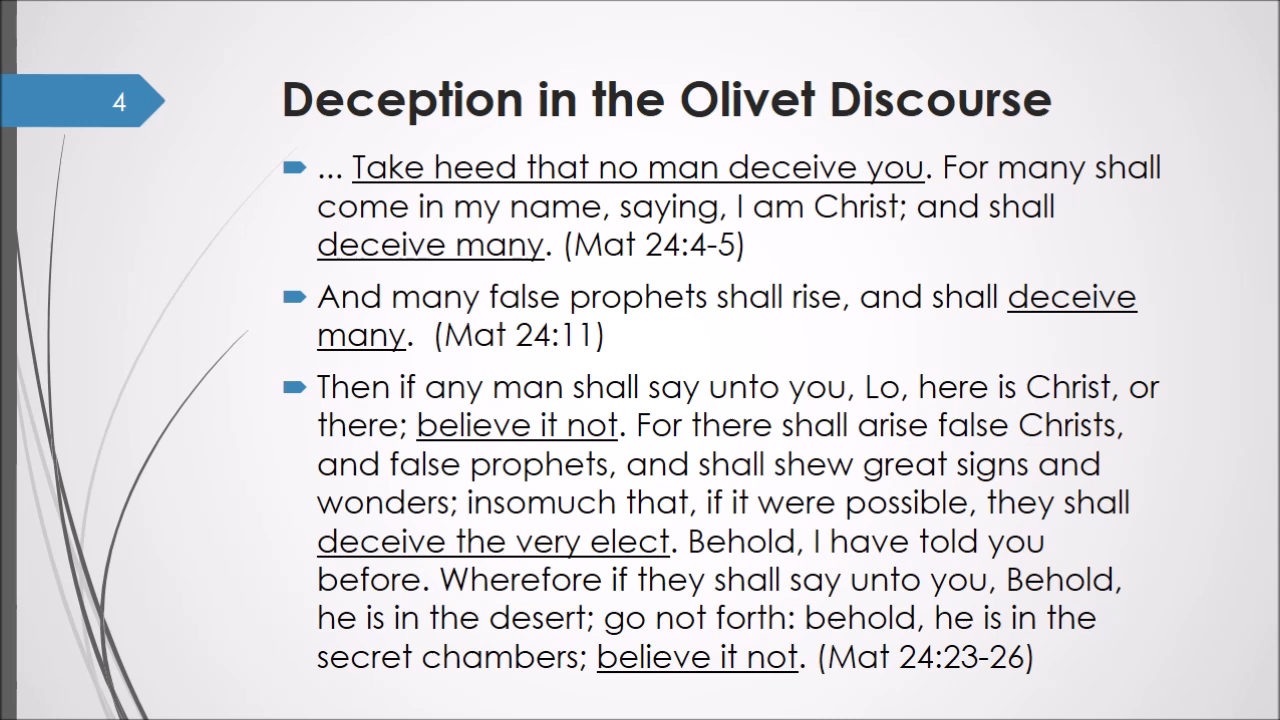 4
Deception in the Olivet Discourse
... Take heed that no man deceive you. For many shall
come in my name, saying, I am Christ; and shall
deceive many. (Mat 24:4-5)
And many false prophets shall rise, and shall deceive
many.  (Mat 24:11)
Then if any man shall say unto you, Lo, here is Christ, or
there; believe it not. For there shall arise false Christs,
and false prophets, and shall shew great signs and
wonders; insomuch that, if it were possible, they shall
deceive the very elect. Behold, I have told you
before. Wherefore if they shall say unto you, Behold,
he is in the desert; go not forth: behold, he is in the
secret chambers; believe it not. (Mat 24:23-26)